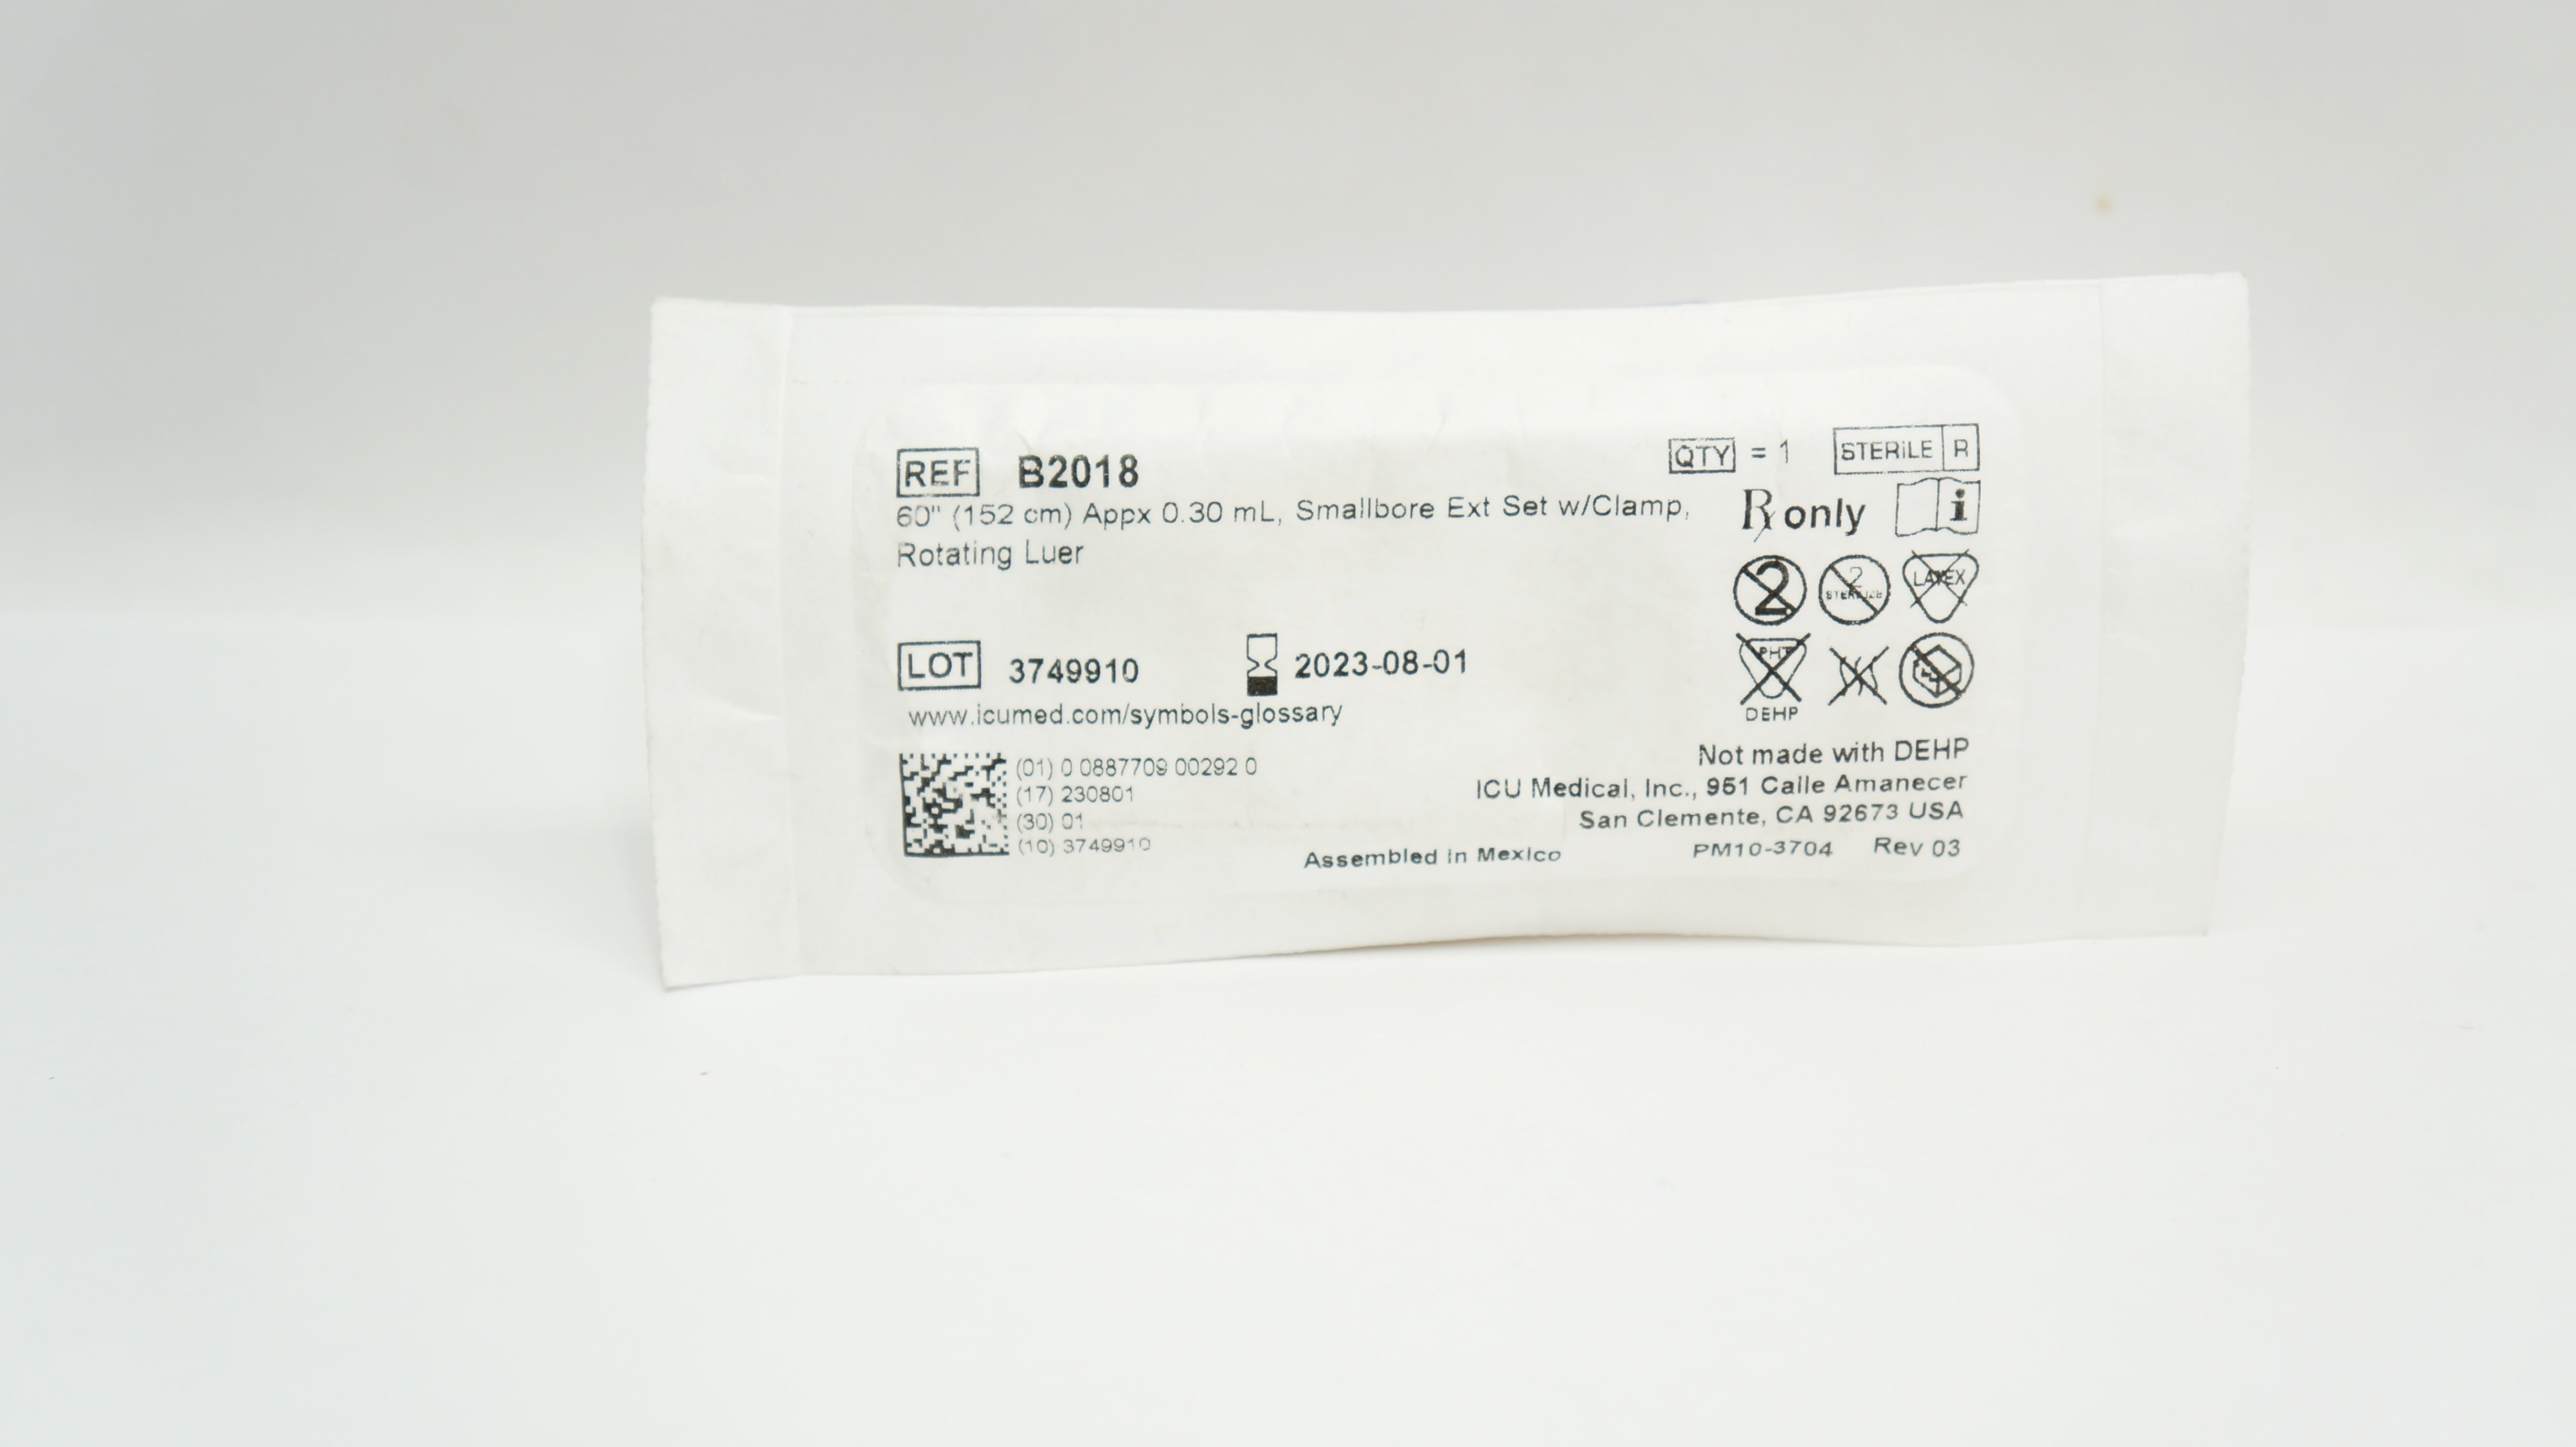 REF B2018
QTY = 1 STERILE R
60" (152 cm) Appx 0.30 mL, Smallbore Ext Set w/Clamp,
Rotating Luer
Rx only i
2 2 STERILIZE LATEX
LOT 3749910 2023-08-01
PHT
DEHP
www.icumed.com/symbols-glossary
(01) 0 0887709 00292 0
(17) 230801
(30) 01
(10) 3749910
Not made with DEHP
ICU Medical, Inc., 951 Calle Amanecer
San Clemente, CA 92673 USA
Assembled in Mexico
PM10-3704 Rev 03